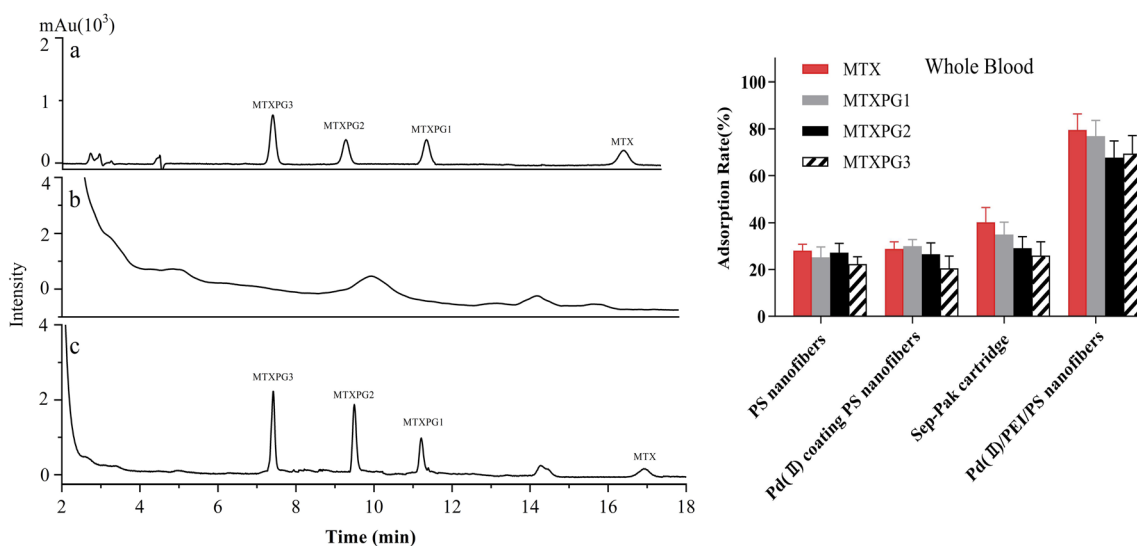 mAu(10³)
2
a
1
0
MTXPG3
MTXPG2
MTXPG1
MTX
4
b
2
0
Intensity
4
c
2
0
MTXPG3
MTXPG2
MTXPG1
MTX
2 4 6 8 10 12 14 16 18
Time (min)
Whole Blood
MTX
MTXPG1
MTXPG2
MTXPG3
Adsorption Rate(%)
100
80
60
40
20
0
PS nanofibers
Pd(Ⅱ) coating PS nanofibers
Sep-Pak cartridge
Pd(Ⅱ)/PEI/PS nanofibers